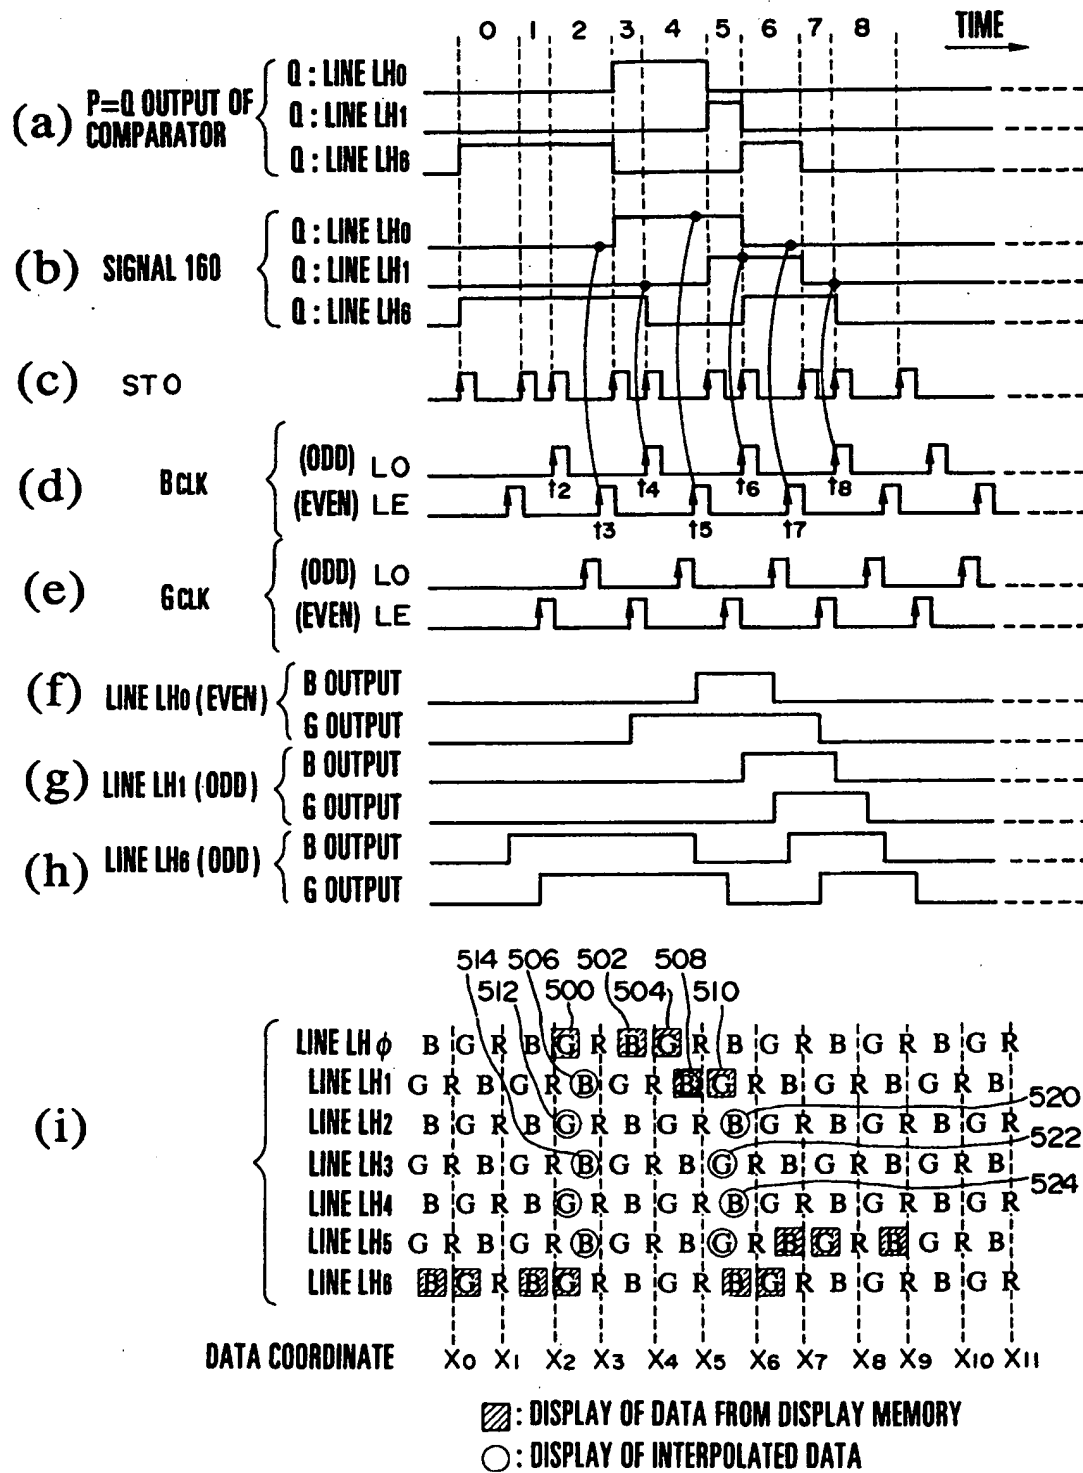 0 1 2 3 4 5 6 7 8 TIME
(a) P=Q OUTPUT OF COMPARATOR
Q : LINE LH0
Q : LINE LH1
Q : LINE LH6
(b) SIGNAL 160
Q : LINE LH0
Q : LINE LH1
Q : LINE LH6
(c) STO
(d) BCLK
(ODD) LO
t2 t4 t6 t8
(EVEN) LE
t3 t5 t7
(e) GCLK
(ODD) LO
(EVEN) LE
(f) LINE LH0 (EVEN)
B OUTPUT
G OUTPUT
(g) LINE LH1 (ODD)
B OUTPUT
G OUTPUT
(h) LINE LH6 (ODD)
B OUTPUT
G OUTPUT
514 506 502 508
512 500 504 510
(i)
LINE LH φ B G R B G R B G R B G R B G R B G R
LINE LH1 G R B G R B G R B G R B G R B G R B
LINE LH2 B G R B G R B G R B G R B G R B G R
520
LINE LH3 G R B G R B G R B G R B G R B G R B
522
LINE LH4 B G R B G R B G R B G R B G R B G R
524
LINE LH5 G R B G R B G R B G R B G R B G R B
LINE LH6 B G R B G R B G R B G R B G R B G R
DATA COORDINATE X0 X1 X2 X3 X4 X5 X6 X7 X8 X9 X10 X11
: DISPLAY OF DATA FROM DISPLAY MEMORY
: DISPLAY OF INTERPOLATED DATA